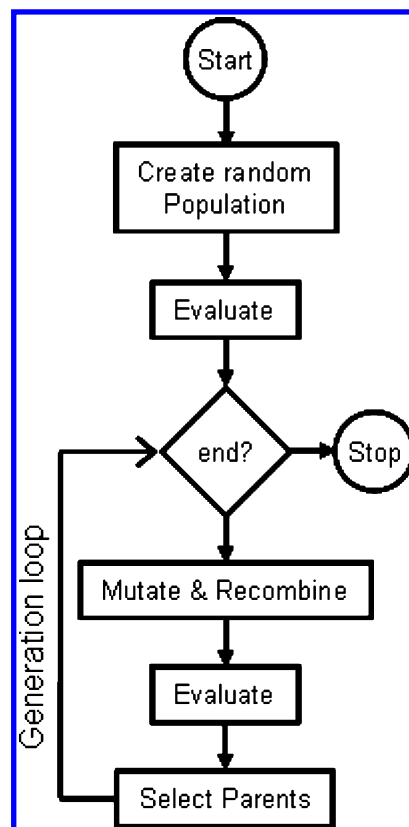 Start
Create random
Population
Evaluate
end?
Stop
Generation loop
Mutate & Recombine
Evaluate
Select Parents